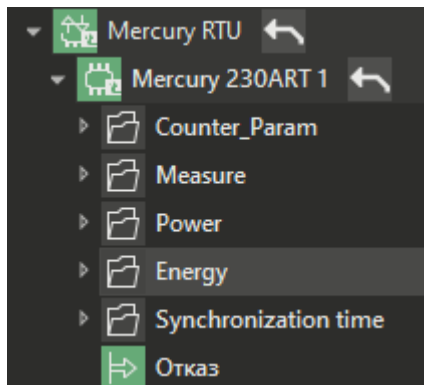 Mercury RTU
Mercury 230ART 1
Counter_Param
Measure
Power
Energy
Synchronization time
Отказ